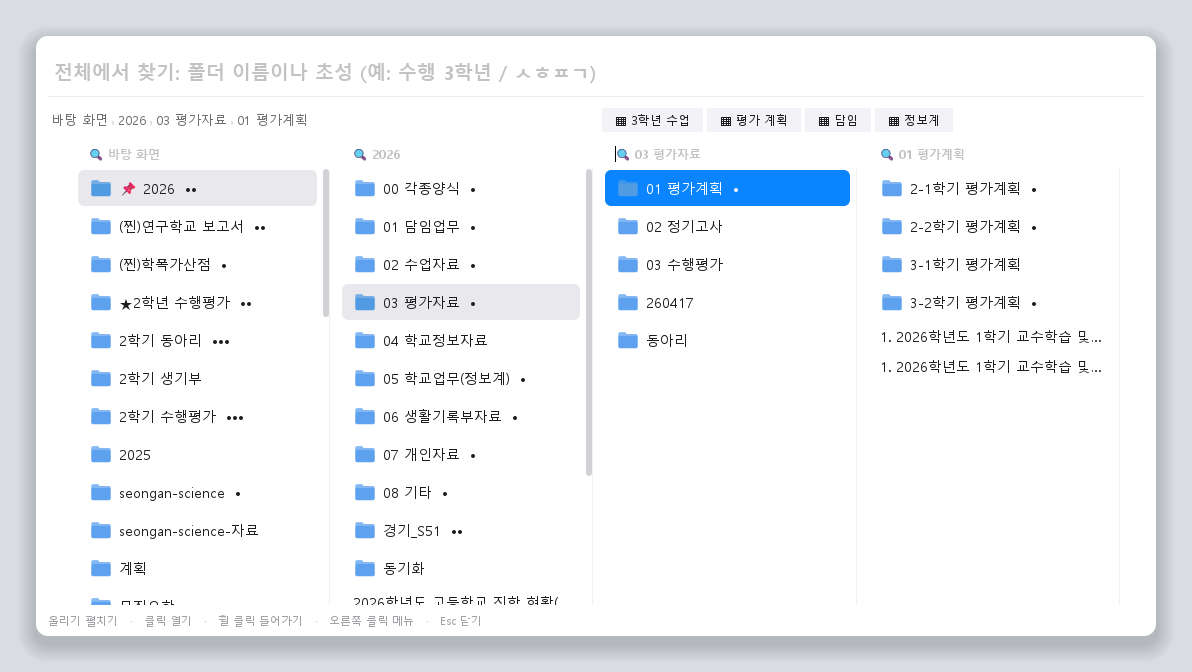 전체에서 찾기: 폴더 이름이나 초성 (예: 수행 3학년 / ㅅㅎㅍㄱ)
바탕 화면 › 2026 › 03 평가자료 › 01 평가계획
▦ 3학년 수업
▦ 평가 계획
▦ 담임
▦ 정보계
바탕 화면
2026 ••
(찐)연구학교 보고서 ••
(찐)학폭가산점 •
★2학년 수행평가 ••
2학기 동아리 •••
2학기 생기부
2학기 수행평가 •••
2025
seongan-science •
seongan-science-자료
계획
2026
00 각종양식 •
01 담임업무 •
02 수업자료 •
03 평가자료 •
04 학교정보자료
05 학교업무(정보계) •
06 생활기록부자료 •
07 개인자료 •
08 기타 •
경기_S51 ••
동기화
2026학년도 고등학교 진학 현황(
03 평가자료
01 평가계획 •
02 정기고사
03 수행평가
260417
동아리
01 평가계획
2-1학기 평가계획 •
2-2학기 평가계획 •
3-1학기 평가계획
3-2학기 평가계획 •
1. 2026학년도 1학기 교수학습 및...
1. 2026학년도 1학기 교수학습 및...
올리기 펼치기 · 클릭 열기 · 휠 클릭 들어가기 · 오른쪽 클릭 메뉴 · Esc 닫기